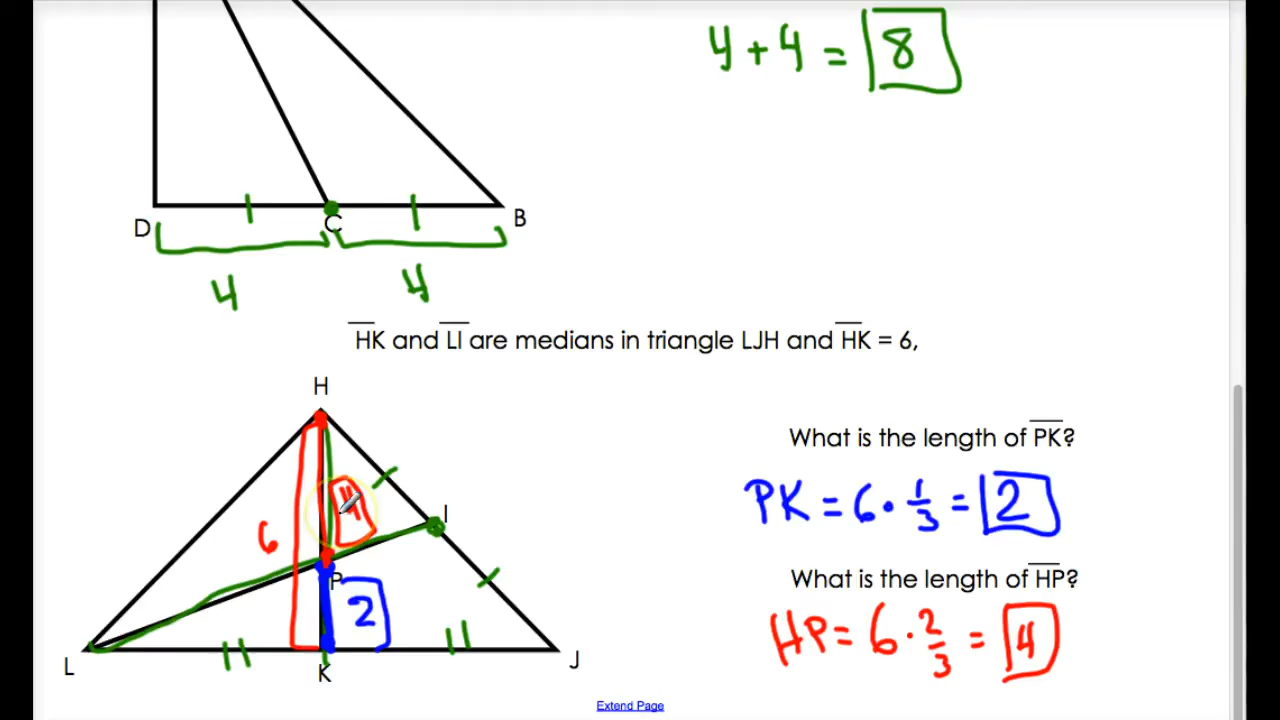 4 + 4 = 8
D
C
B
4
4
HK and LI are medians in triangle LJH and HK = 6,
H
What is the length of PK?
PK = 6 · 1/3 = 2
4
I
6
P
2
What is the length of HP?
HP = 6 · 2/3 = 4
L
K
J
Extend Page